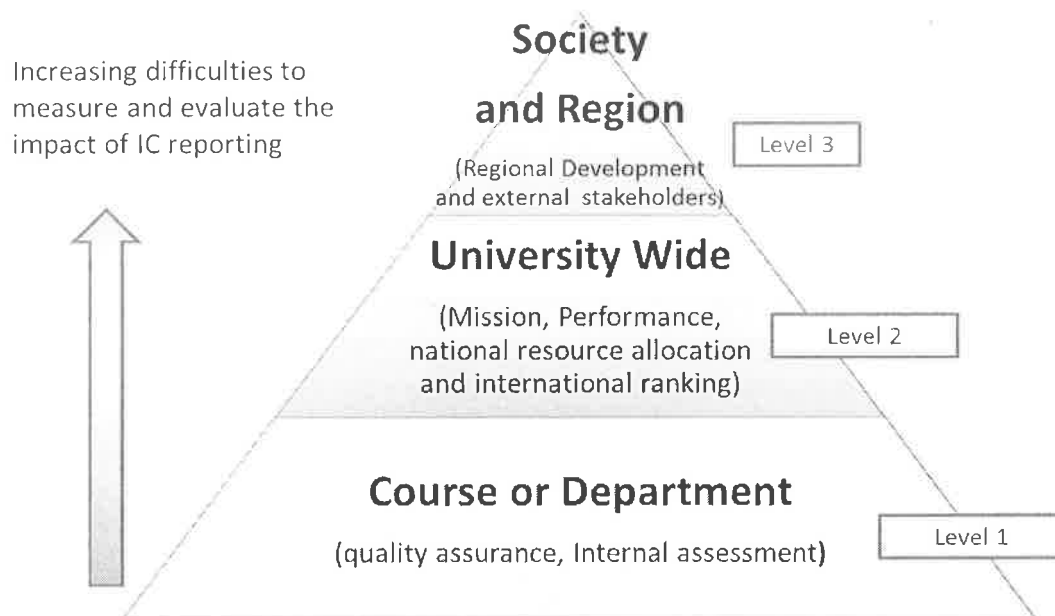 Increasing difficulties to
measure and evaluate the
impact of IC reporting
Society
and Region
(Regional Development
and external stakeholders)
Level 3
University Wide
(Mission, Performance,
national resource allocation
and international ranking)
Level 2
Course or Department
(quality assurance, Internal assessment)
Level 1